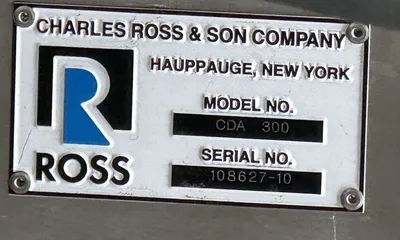 CHARLES ROSS & SON COMPANY
HAUPPAUGE, NEW YORK
MODEL NO.
CDA 300
SERIAL NO.
108627-10
R
ROSS